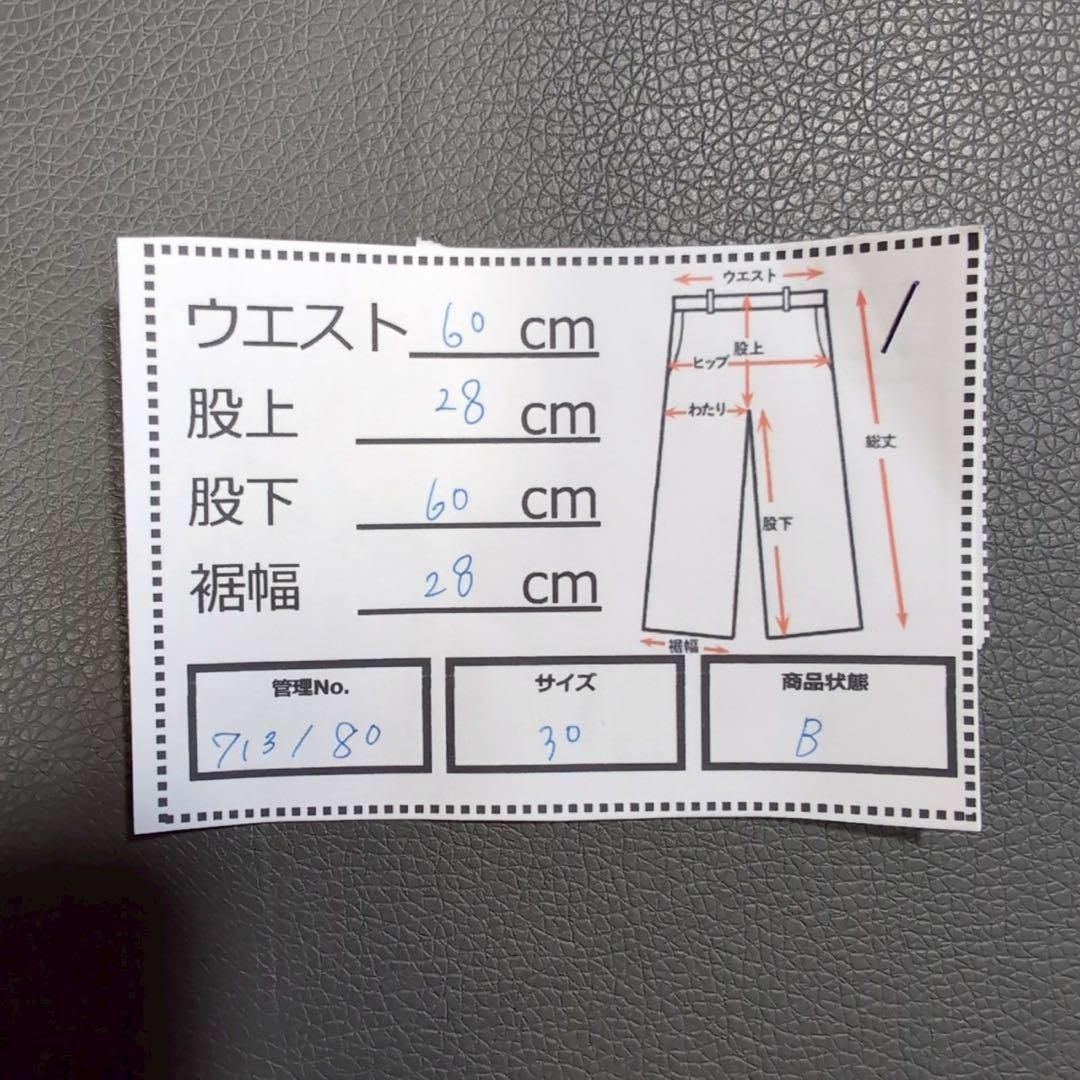 ウエスト 60 cm
股上 28 cm
股下 60 cm
裾幅 28 cm
ウエスト
股上
ヒップ
わたり
総丈
股下
裾幅
管理No.
713/80
サイズ
30
商品状態
B